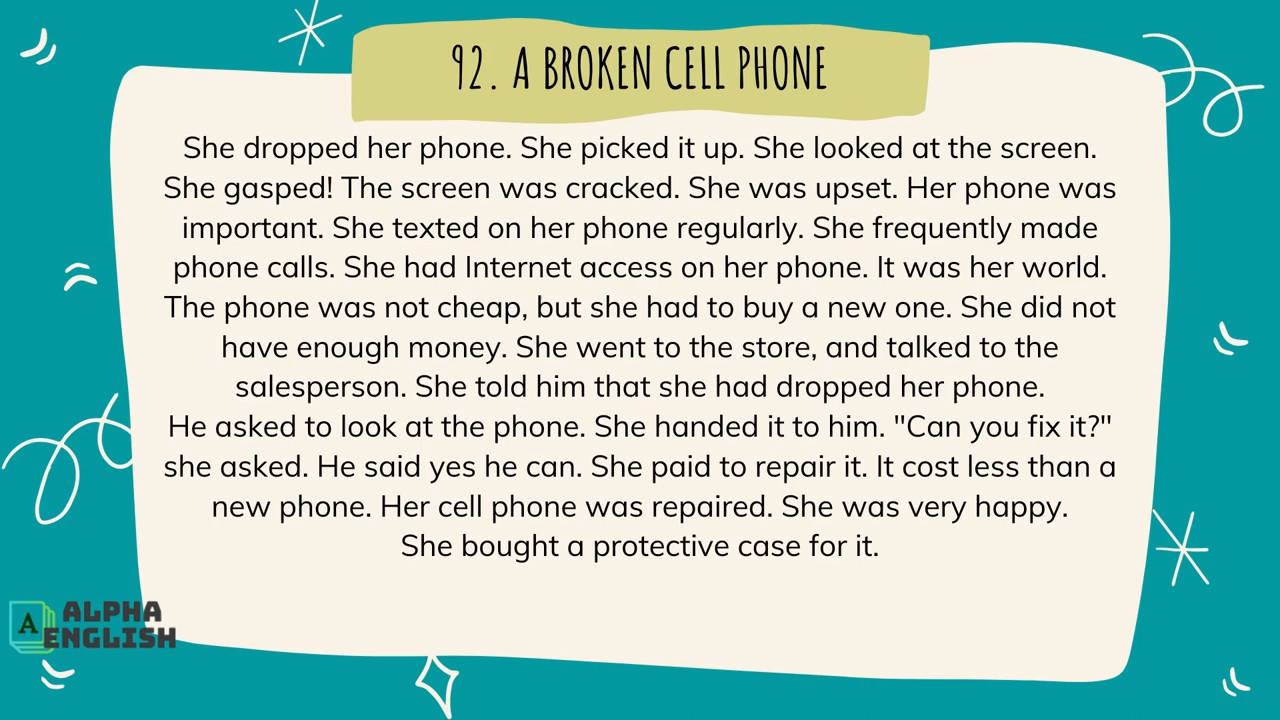 92. A BROKEN CELL PHONE
She dropped her phone. She picked it up. She looked at the screen.
She gasped! The screen was cracked. She was upset. Her phone was
important. She texted on her phone regularly. She frequently made
phone calls. She had Internet access on her phone. It was her world.
The phone was not cheap, but she had to buy a new one. She did not
have enough money. She went to the store, and talked to the
salesperson. She told him that she had dropped her phone.
He asked to look at the phone. She handed it to him. "Can you fix it?"
she asked. He said yes he can. She paid to repair it. It cost less than a
new phone. Her cell phone was repaired. She was very happy.
She bought a protective case for it.
A
ALPHA
ENGLISH